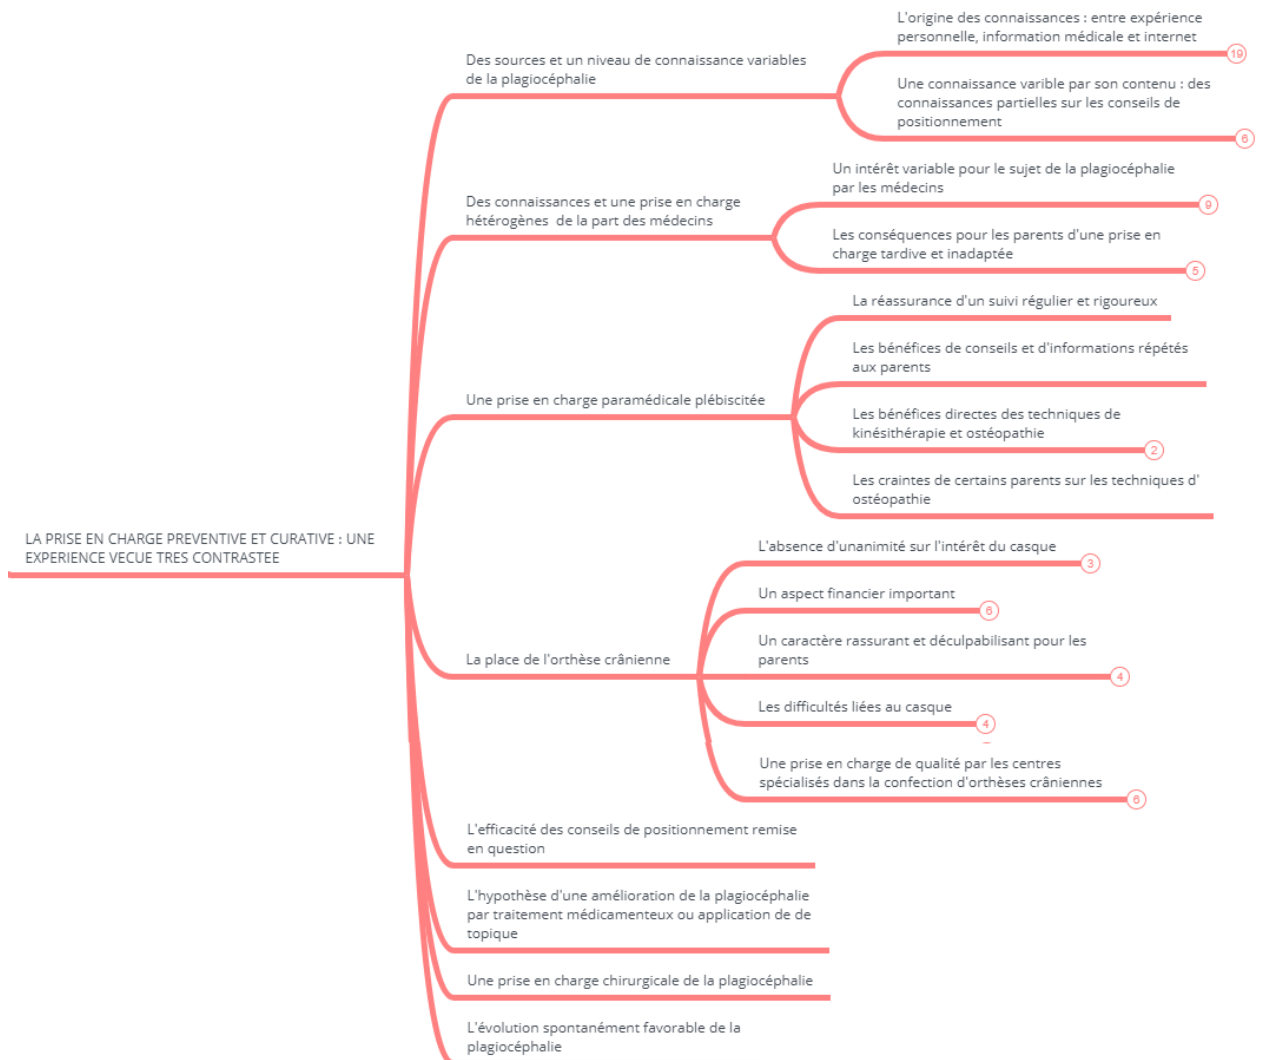 LA PRISE EN CHARGE PREVENTIVE ET CURATIVE : UNE
EXPERIENCE VECUE TRES CONTRASTEE
Des sources et un niveau de connaissance variables
de la plagiocéphalie
L'origine des connaissances : entre expérience
personnelle, information médicale et internet
19
Une connaissance varible par son contenu : des
connaissances partielles sur les conseils de
positionnement
6
Des connaissances et une prise en charge
hétérogènes de la part des médecins
Un intérêt variable pour le sujet de la plagiocéphalie
par les médecins
9
Les conséquences pour les parents d'une prise en
charge tardive et inadaptée
5
Une prise en charge paramédicale plébiscitée
La réassurance d'un suivi régulier et rigoureux
Les bénéfices de conseils et d'informations répétés
aux parents
Les bénéfices directes des techniques de
kinésithérapie et ostéopathie
2
Les craintes de certains parents sur les techniques d'
ostéopathie
La place de l'orthèse crânienne
L'absence d'unanimité sur l'intérêt du casque
3
Un aspect financier important
6
Un caractère rassurant et déculpabilisant pour les
parents
4
Les difficultés liées au casque
4
Une prise en charge de qualité par les centres
spécialisés dans la confection d'orthèses crâniennes
6
L'efficacité des conseils de positionnement remise
en question
L'hypothèse d'une amélioration de la plagiocéphalie
par traitement médicamenteux ou application de de
topique
Une prise en charge chirurgicale de la plagiocéphalie
L'évolution spontanément favorable de la
plagiocéphalie